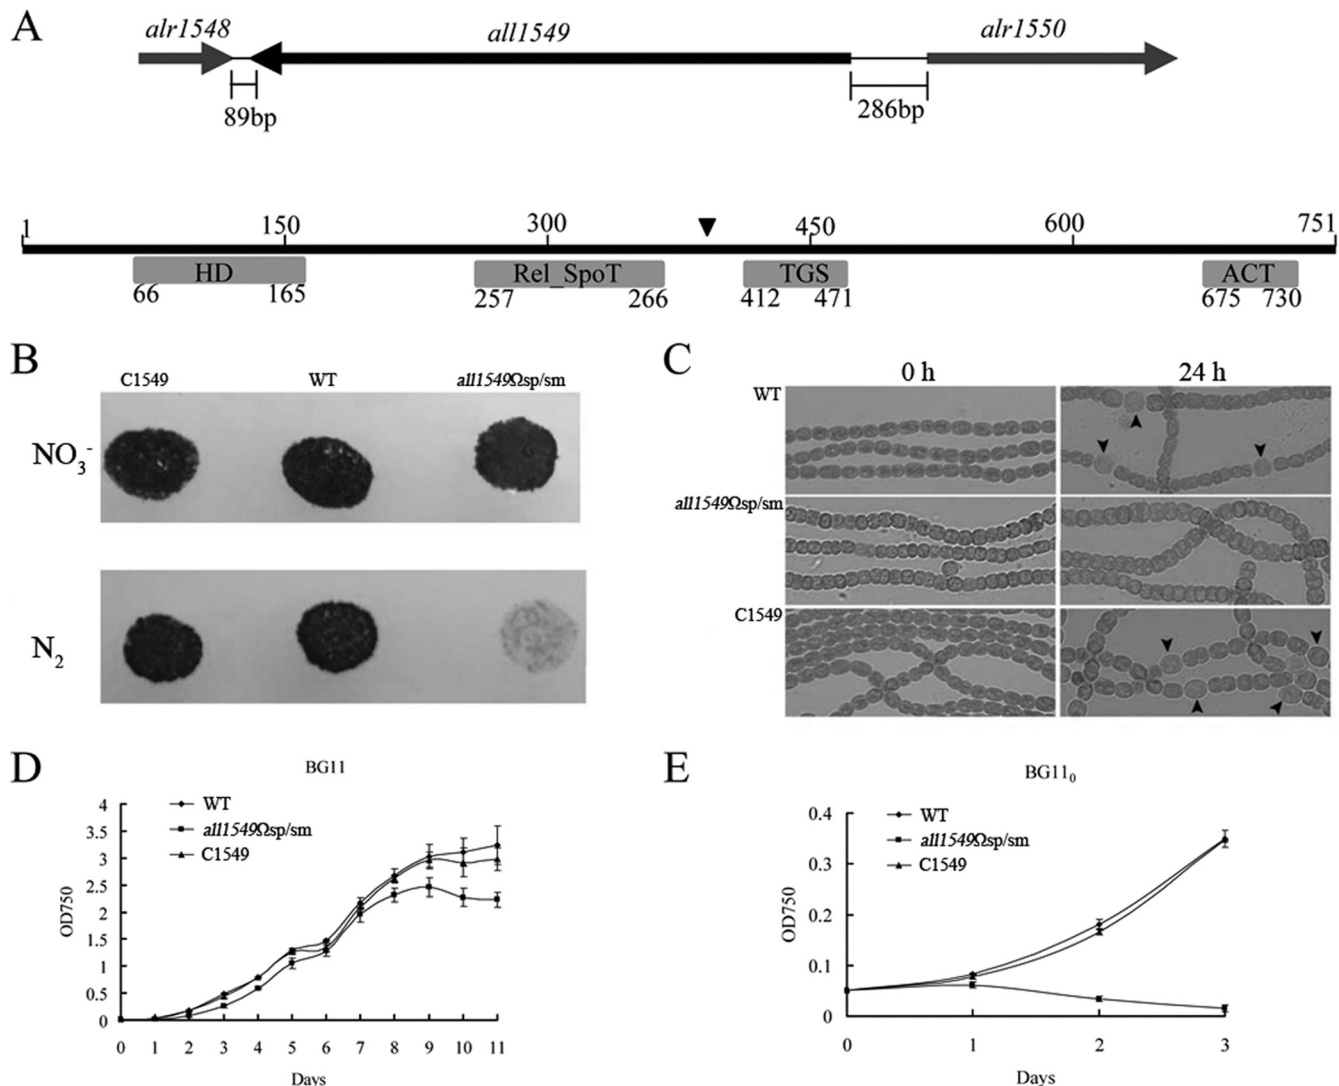 A
alr1548
all1549
alr1550
89bp
286bp
1
150
300
450
600
751
HD
Rel_SpoT
TGS
ACT
66
165
257
266
412
471
675
730
B
C1549
WT
all1549Ωsp/sm
NO₃⁻
N₂
C
0 h
24 h
WT
all1549Ωsp/sm
C1549
D
BG11
WT
all1549Ωsp/sm
C1549
OD750
4
3.5
3
2.5
2
1.5
1
0.5
0
0 1 2 3 4 5 6 7 8 9 10 11
Days
E
BG11₀
WT
all1549Ωsp/sm
C1549
OD750
0.4
0.3
0.2
0.1
0
0 1 2 3
Days